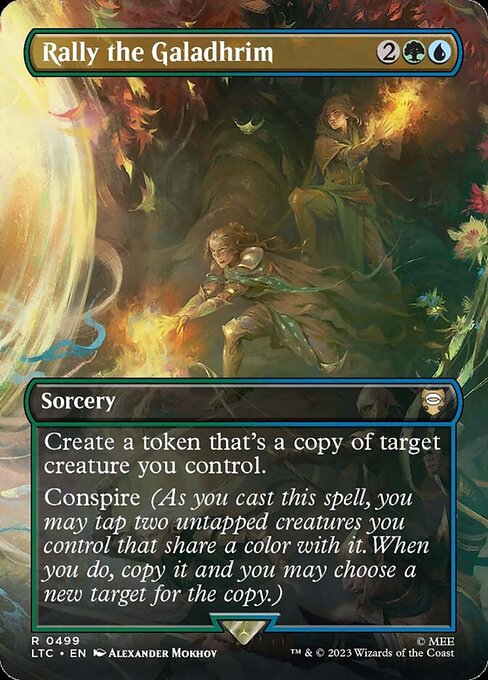 Rally the Galadhrim 2
Sorcery
Create a token that's a copy of target
creature you control.
Conspire (As you cast this spell, you
may tap two untapped creatures you
control that share a color with it. When
you do, copy it and you may choose a
new target for the copy.)
R 0499
LTC • EN Alexander Mokhov
© MEE
™ & © 2023 Wizards of the Coast